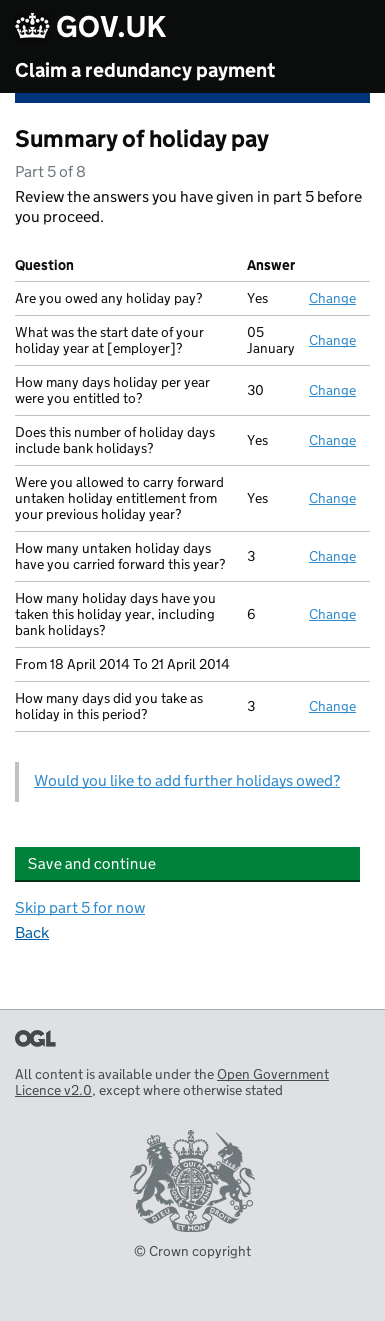 GOV.UK
Claim a redundancy payment
Summary of holiday pay
Part 5 of 8
Review the answers you have given in part 5 before
you proceed.
Question Answer
Are you owed any holiday pay? Yes Change
What was the start date of your
holiday year at [employer]? 05 January Change
How many days holiday per year
were you entitled to? 30 Change
Does this number of holiday days
include bank holidays? Yes Change
Were you allowed to carry forward
untaken holiday entitlement from
your previous holiday year? Yes Change
How many untaken holiday days
have you carried forward this year? 3 Change
How many holiday days have you
taken this holiday year, including
bank holidays? 6 Change
From 18 April 2014 To 21 April 2014
How many days did you take as
holiday in this period? 3 Change
Would you like to add further holidays owed?
Save and continue
Skip part 5 for now
Back
OGL
All content is available under the Open Government
Licence v2.0, except where otherwise stated
DIEU ET MON DROIT
© Crown copyright